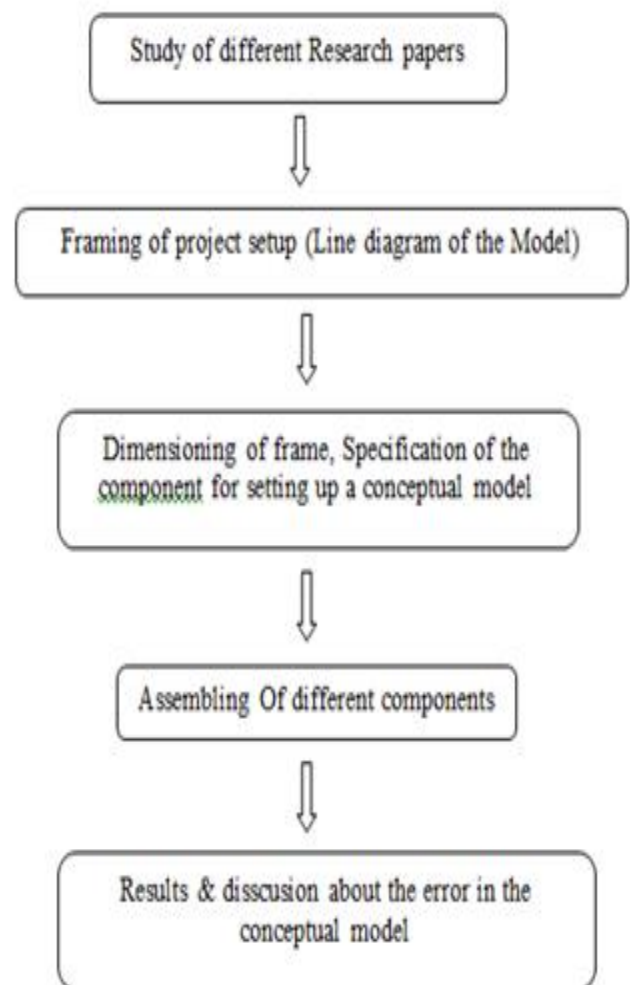 Study of different Research papers
Framing of project setup (Line diagram of the Model)
Dimensioning of frame, Specification of the
component for setting up a conceptual model
Assembling Of different components
Results & disscusion about the error in the
conceptual model